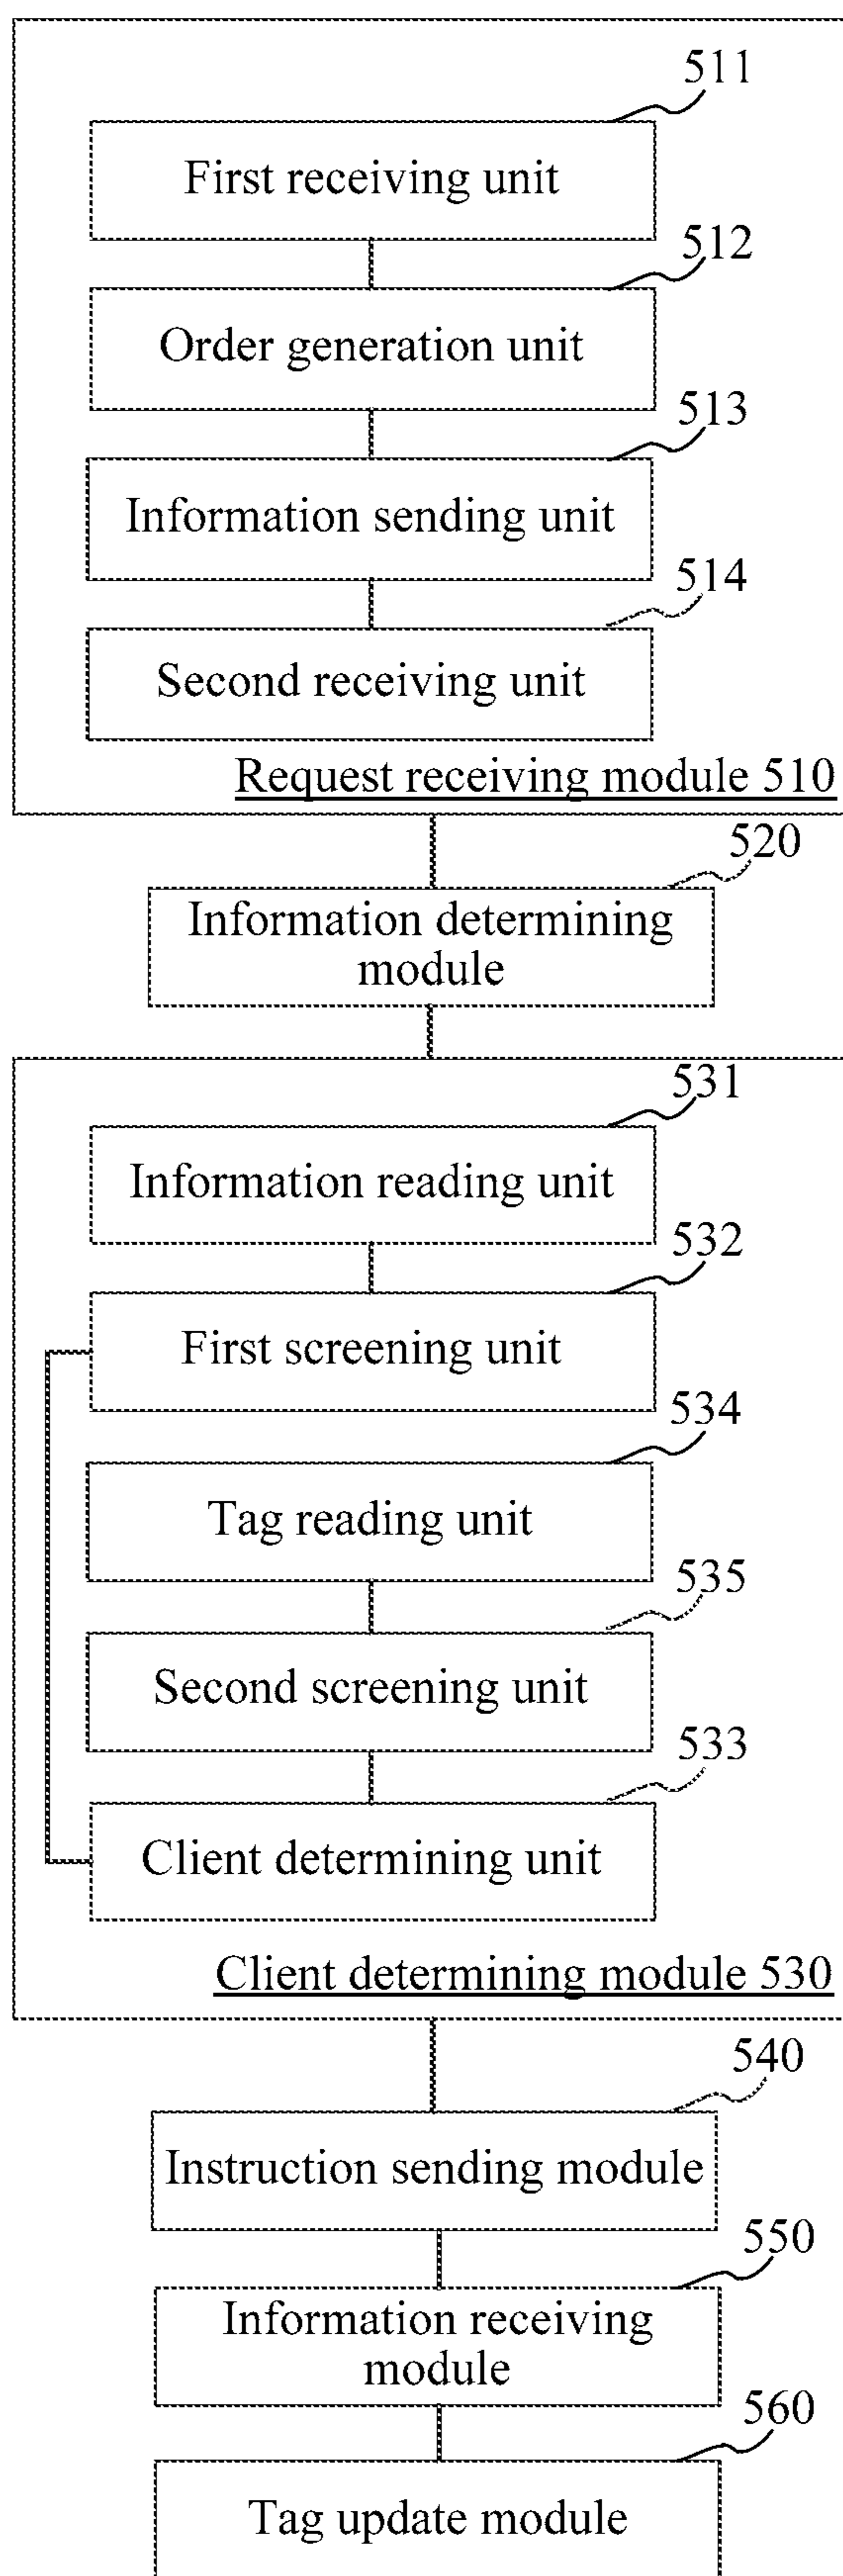 511
First receiving unit
512
Order generation unit
513
Information sending unit
514
Second receiving unit
Request receiving module 510
520
Information determining
module
531
Information reading unit
532
First screening unit
534
Tag reading unit
535
Second screening unit
533
Client determining unit
Client determining module 530
540
Instruction sending module
550
Information receiving
module
560
Tag update module